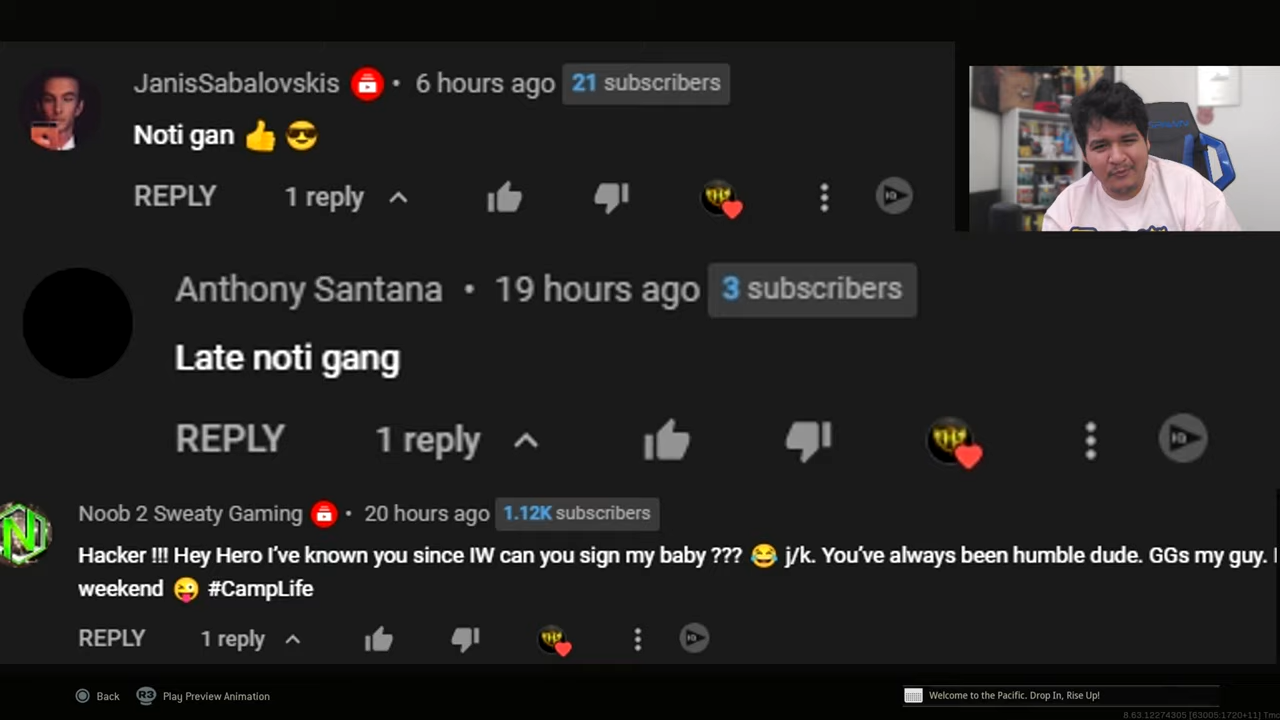 JanisSabalovskis • 6 hours ago 21 subscribers
Noti gan 👍 😎
REPLY 1 reply
Anthony Santana • 19 hours ago 3 subscribers
Late noti gang
REPLY 1 reply
Noob 2 Sweaty Gaming • 20 hours ago 1.12K subscribers
Hacker !!! Hey Hero I’ve known you since IW can you sign my baby ??? 😂 j/k. You’ve always been humble dude. GGs my guy.
weekend 😜 #CampLife
REPLY 1 reply
Back R3 Play Preview Animation Welcome to the Pacific. Drop In, Rise Up!